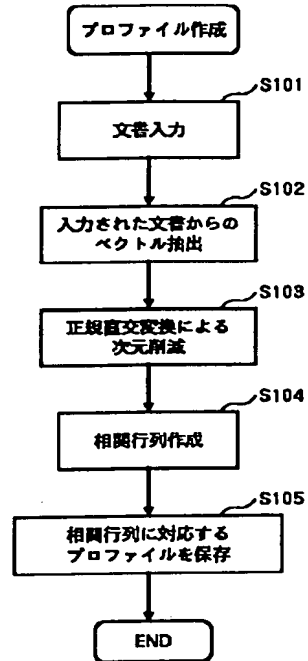 プロファイル作成
S101
文書入力
S102
入力された文書からの
ベクトル抽出
S103
正規直交変換による
次元削減
S104
相関行列作成
S105
相関行列に対応する
プロファイルを保存
END